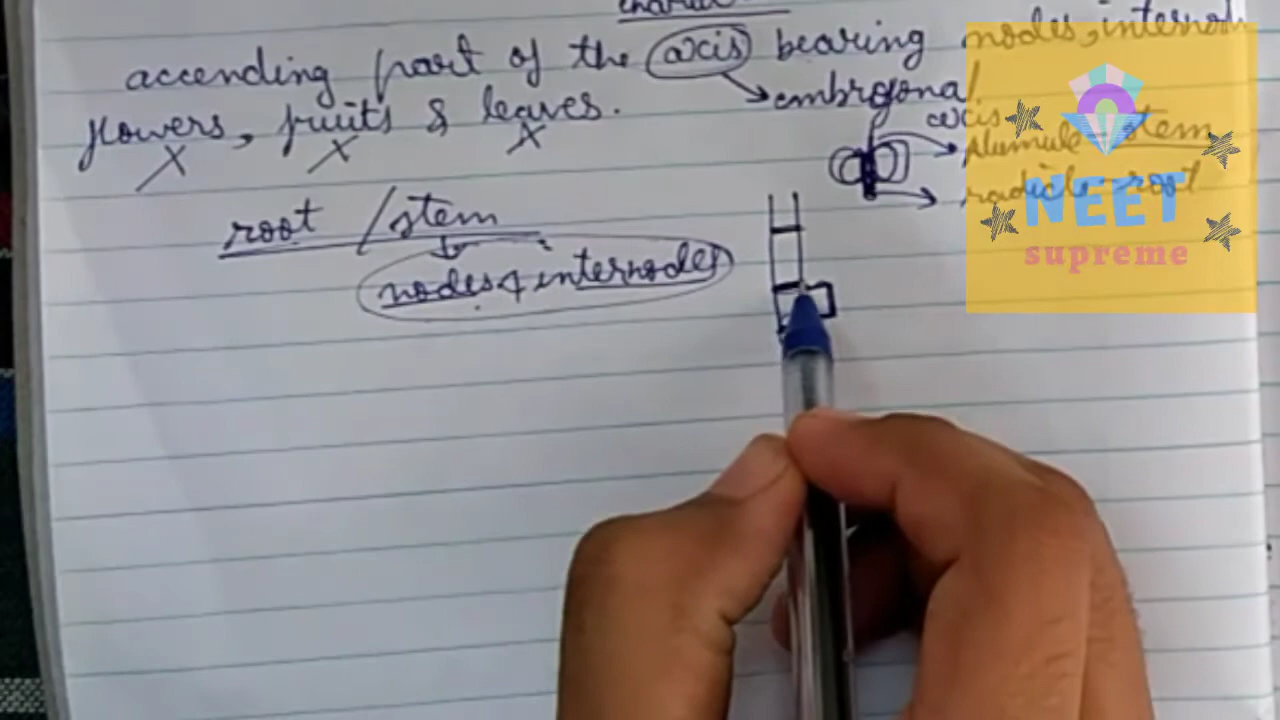 accending part of the axis bearing nodes, internod
embryonal
flowers, fruits & leaves.
axis
plumule - stem
radicle - root
root / stem
nodes & internodes
NEET
supreme